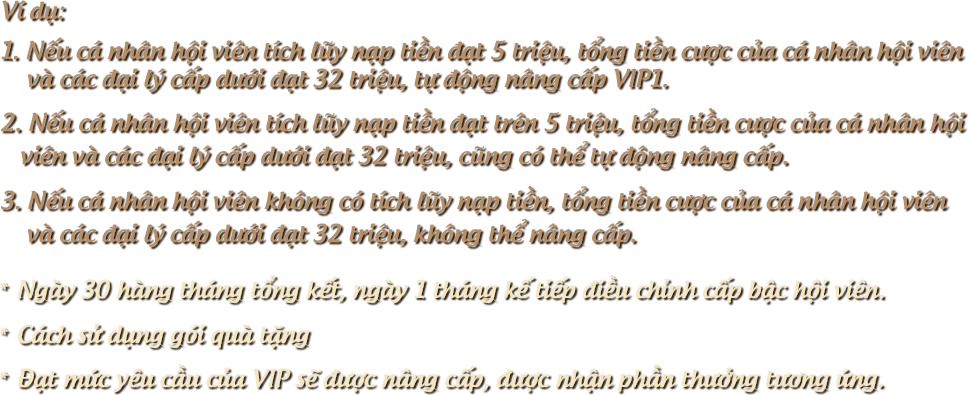 Ví dụ:
1. Nếu cá nhân hội viên tích lũy nạp tiền đạt 5 triệu, tổng tiền cược của cá nhân hội viên
và các đại lý cấp dưới đạt 32 triệu, tự động nâng cấp VIP1.
2. Nếu cá nhân hội viên tích lũy nạp tiền đạt trên 5 triệu, tổng tiền cược của cá nhân hội
viên và các đại lý cấp dưới đạt 32 triệu, cũng có thể tự động nâng cấp.
3. Nếu cá nhân hội viên không có tích lũy nạp tiền, tổng tiền cược của cá nhân hội viên
và các đại lý cấp dưới đạt 32 triệu, không thể nâng cấp.
* Ngày 30 hàng tháng tổng kết, ngày 1 tháng kế tiếp điều chỉnh cấp bậc hội viên.
* Cách sử dụng gói quà tặng
* Đạt mức yêu cầu của VIP sẽ được nâng cấp, được nhận phần thưởng tương ứng.